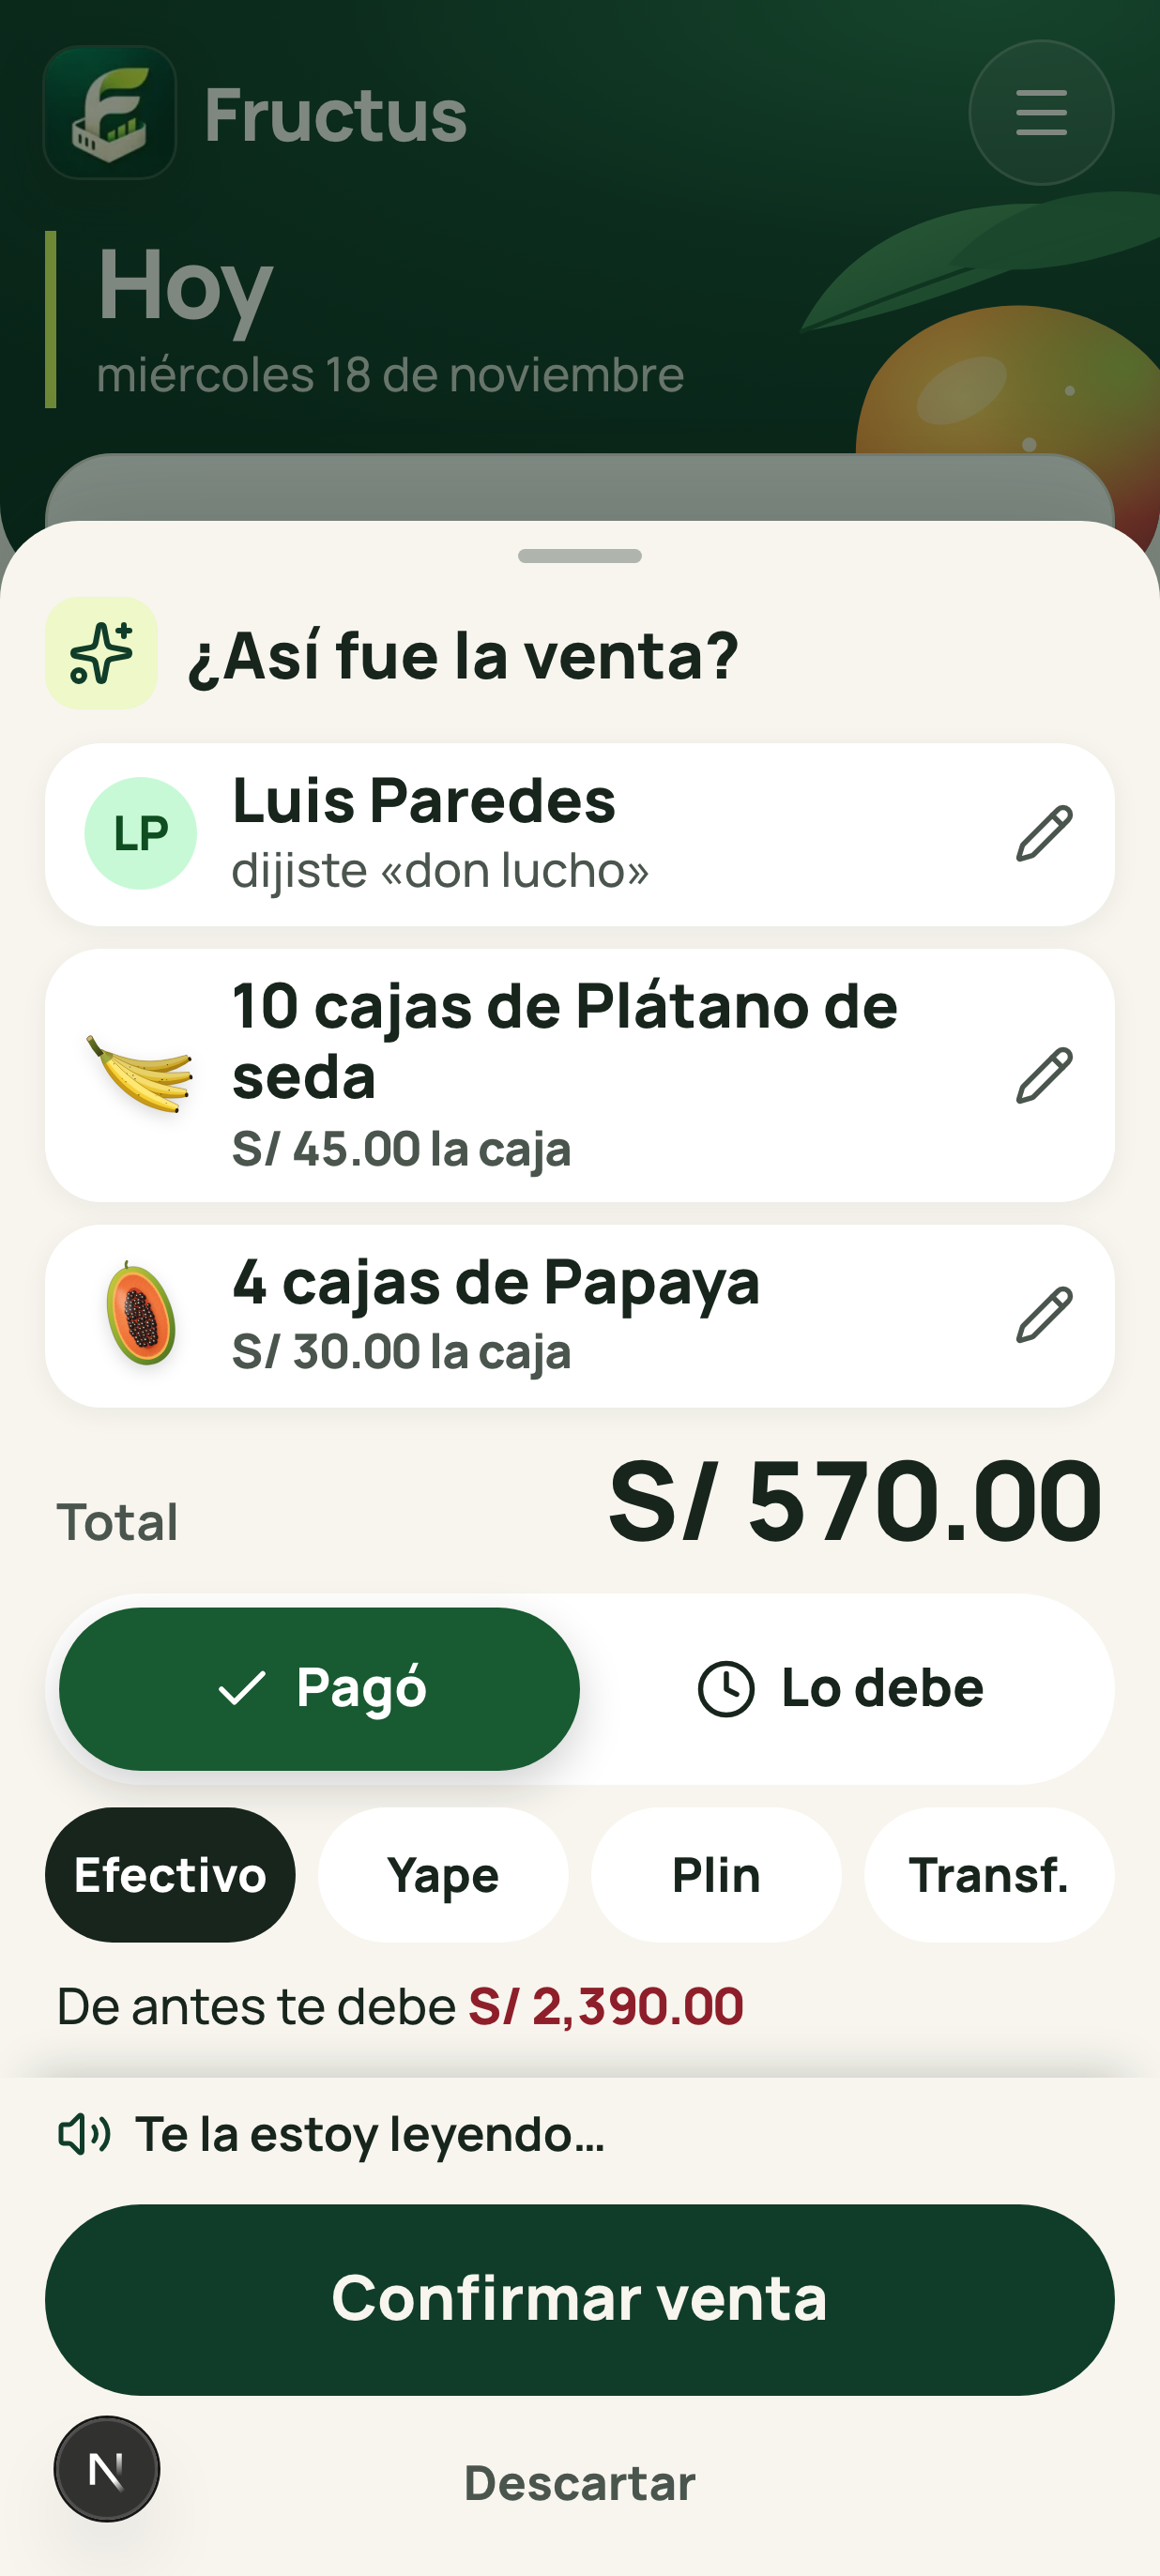 Fructus
Hoy
miércoles 18 de noviembre
¿Así fue la venta?
LP
Luis Paredes
dijiste «don lucho»
10 cajas de Plátano de
seda
S/ 45.00 la caja
4 cajas de Papaya
S/ 30.00 la caja
Total
S/ 570.00
Pagó
Lo debe
Efectivo
Yape
Plin
Transf.
De antes te debe S/ 2,390.00
Te la estoy leyendo...
Confirmar venta
N
Descartar